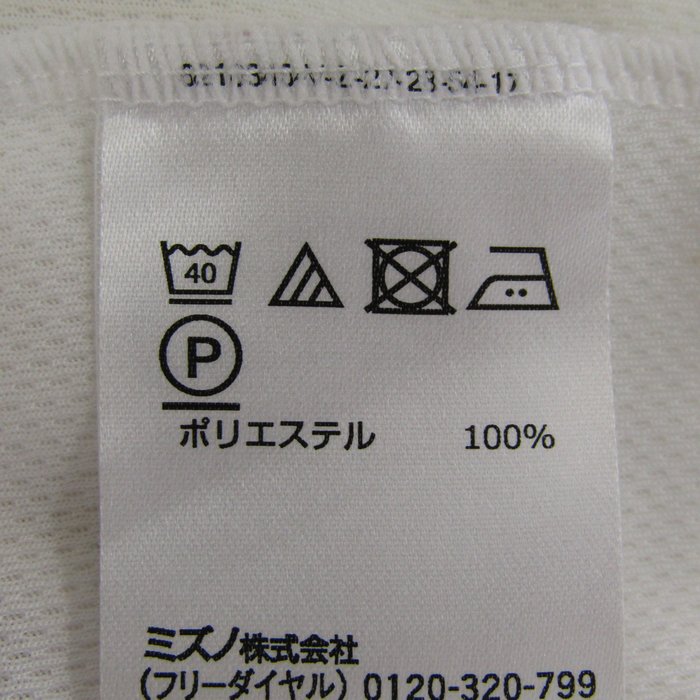 40
P
ポリエステル 100%
ミズノ株式会社
(フリーダイヤル) 0120-320-799